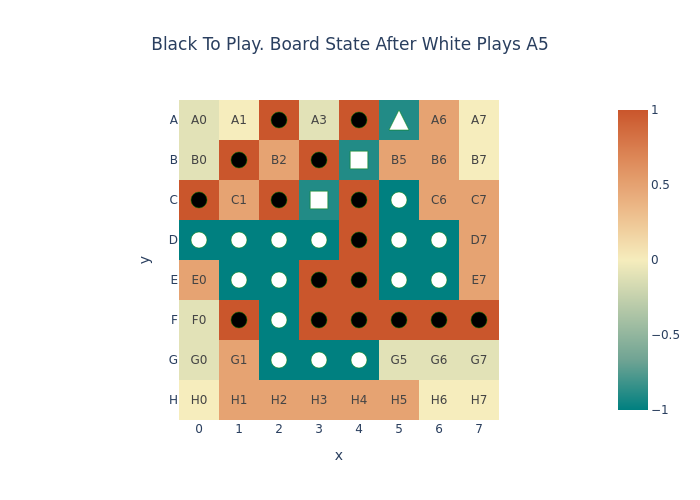 Black To Play. Board State After White Plays A5
A A0 A1 A3 A6 A7
B B0 B2 B5 B6 B7
C C1 C6 C7
D D7
E E0 E7
F F0
G G0 G1 G5 G6 G7
H H0 H1 H2 H3 H4 H5 H6 H7
0 1 2 3 4 5 6 7
x
y
1
0.5
0
−0.5
−1